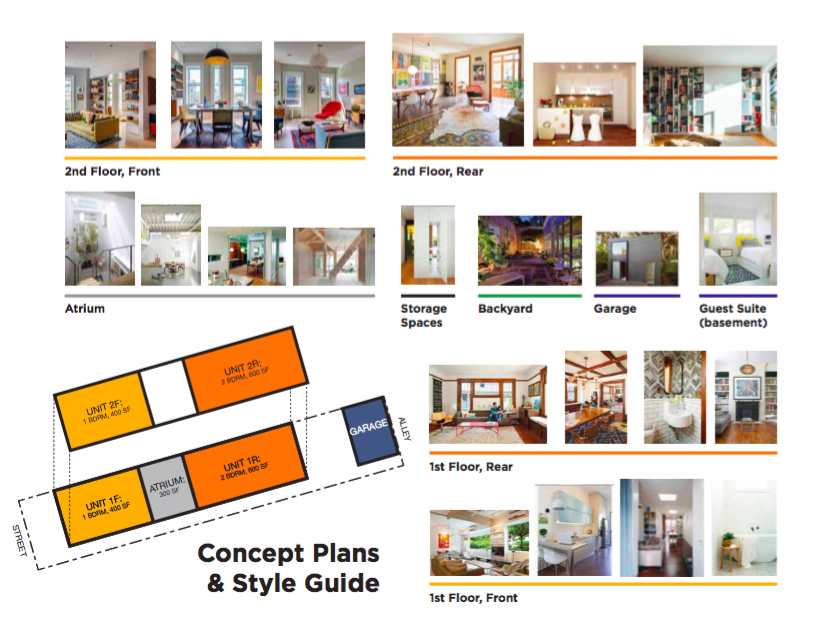 2nd Floor, Front
2nd Floor, Rear
Atrium
Storage
Spaces
Backyard
Garage
Guest Suite
(basement)
UNIT 2F:
1 BDRM, 400 SF
UNIT 2R:
2 BDRM, 600 SF
UNIT 1F:
1 BDRM, 400 SF
ATRIUM:
300 SF
UNIT 1R:
2 BDRM, 600 SF
GARAGE
ALLEY
STREET
1st Floor, Rear
Concept Plans
& Style Guide
1st Floor, Front